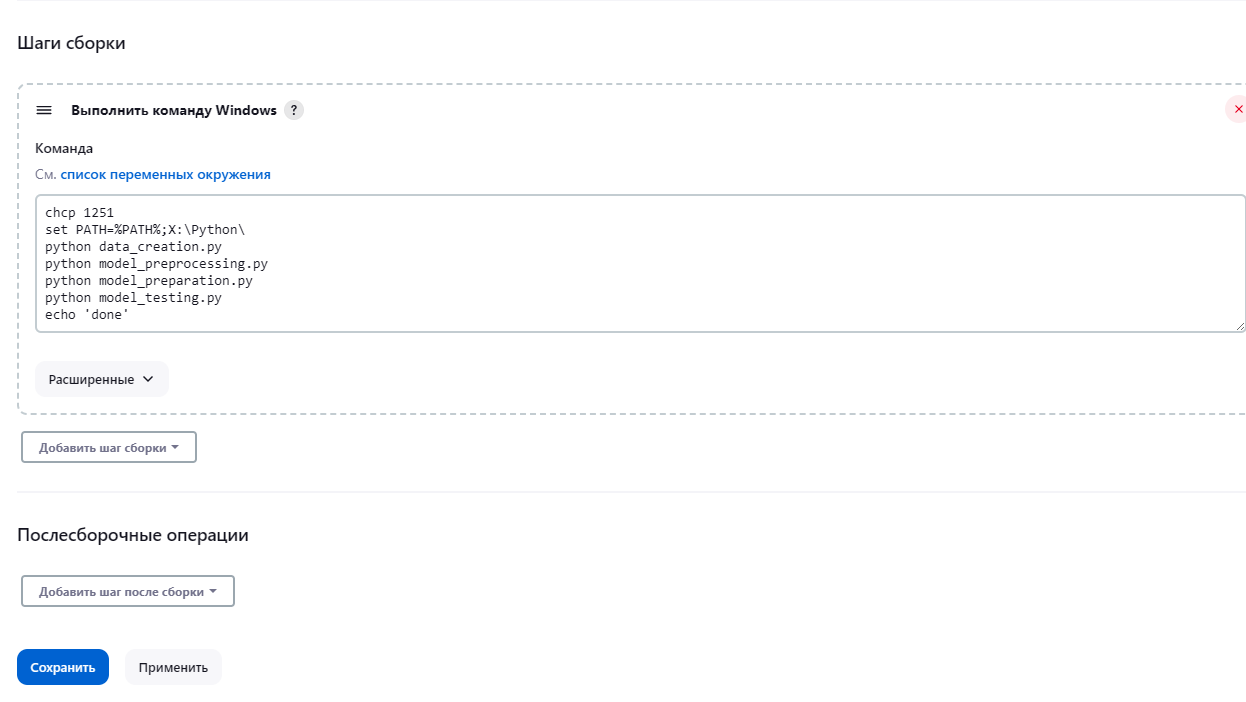 Шаги сборки
Выполнить команду Windows ?
Команда
См. список переменных окружения
chcp 1251
set PATH=%PATH%;X:\Python\
python data_creation.py
python model_preprocessing.py
python model_preparation.py
python model_testing.py
echo 'done'
Расширенные
Добавить шаг сборки
Послесборочные операции
Добавить шаг после сборки
Сохранить Применить